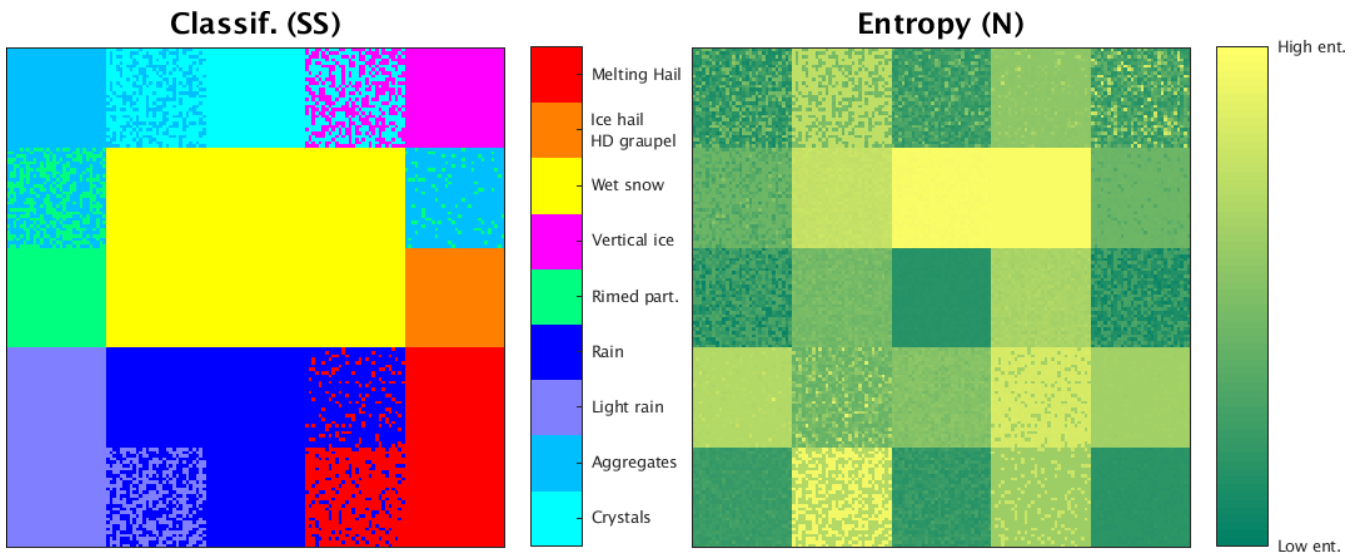 Classif. (SS)
Entropy (N)
Melting Hail
Ice hail
HD graupel
Wet snow
Vertical ice
Rimed part.
Rain
Light rain
Aggregates
Crystals
High ent.
Low ent.